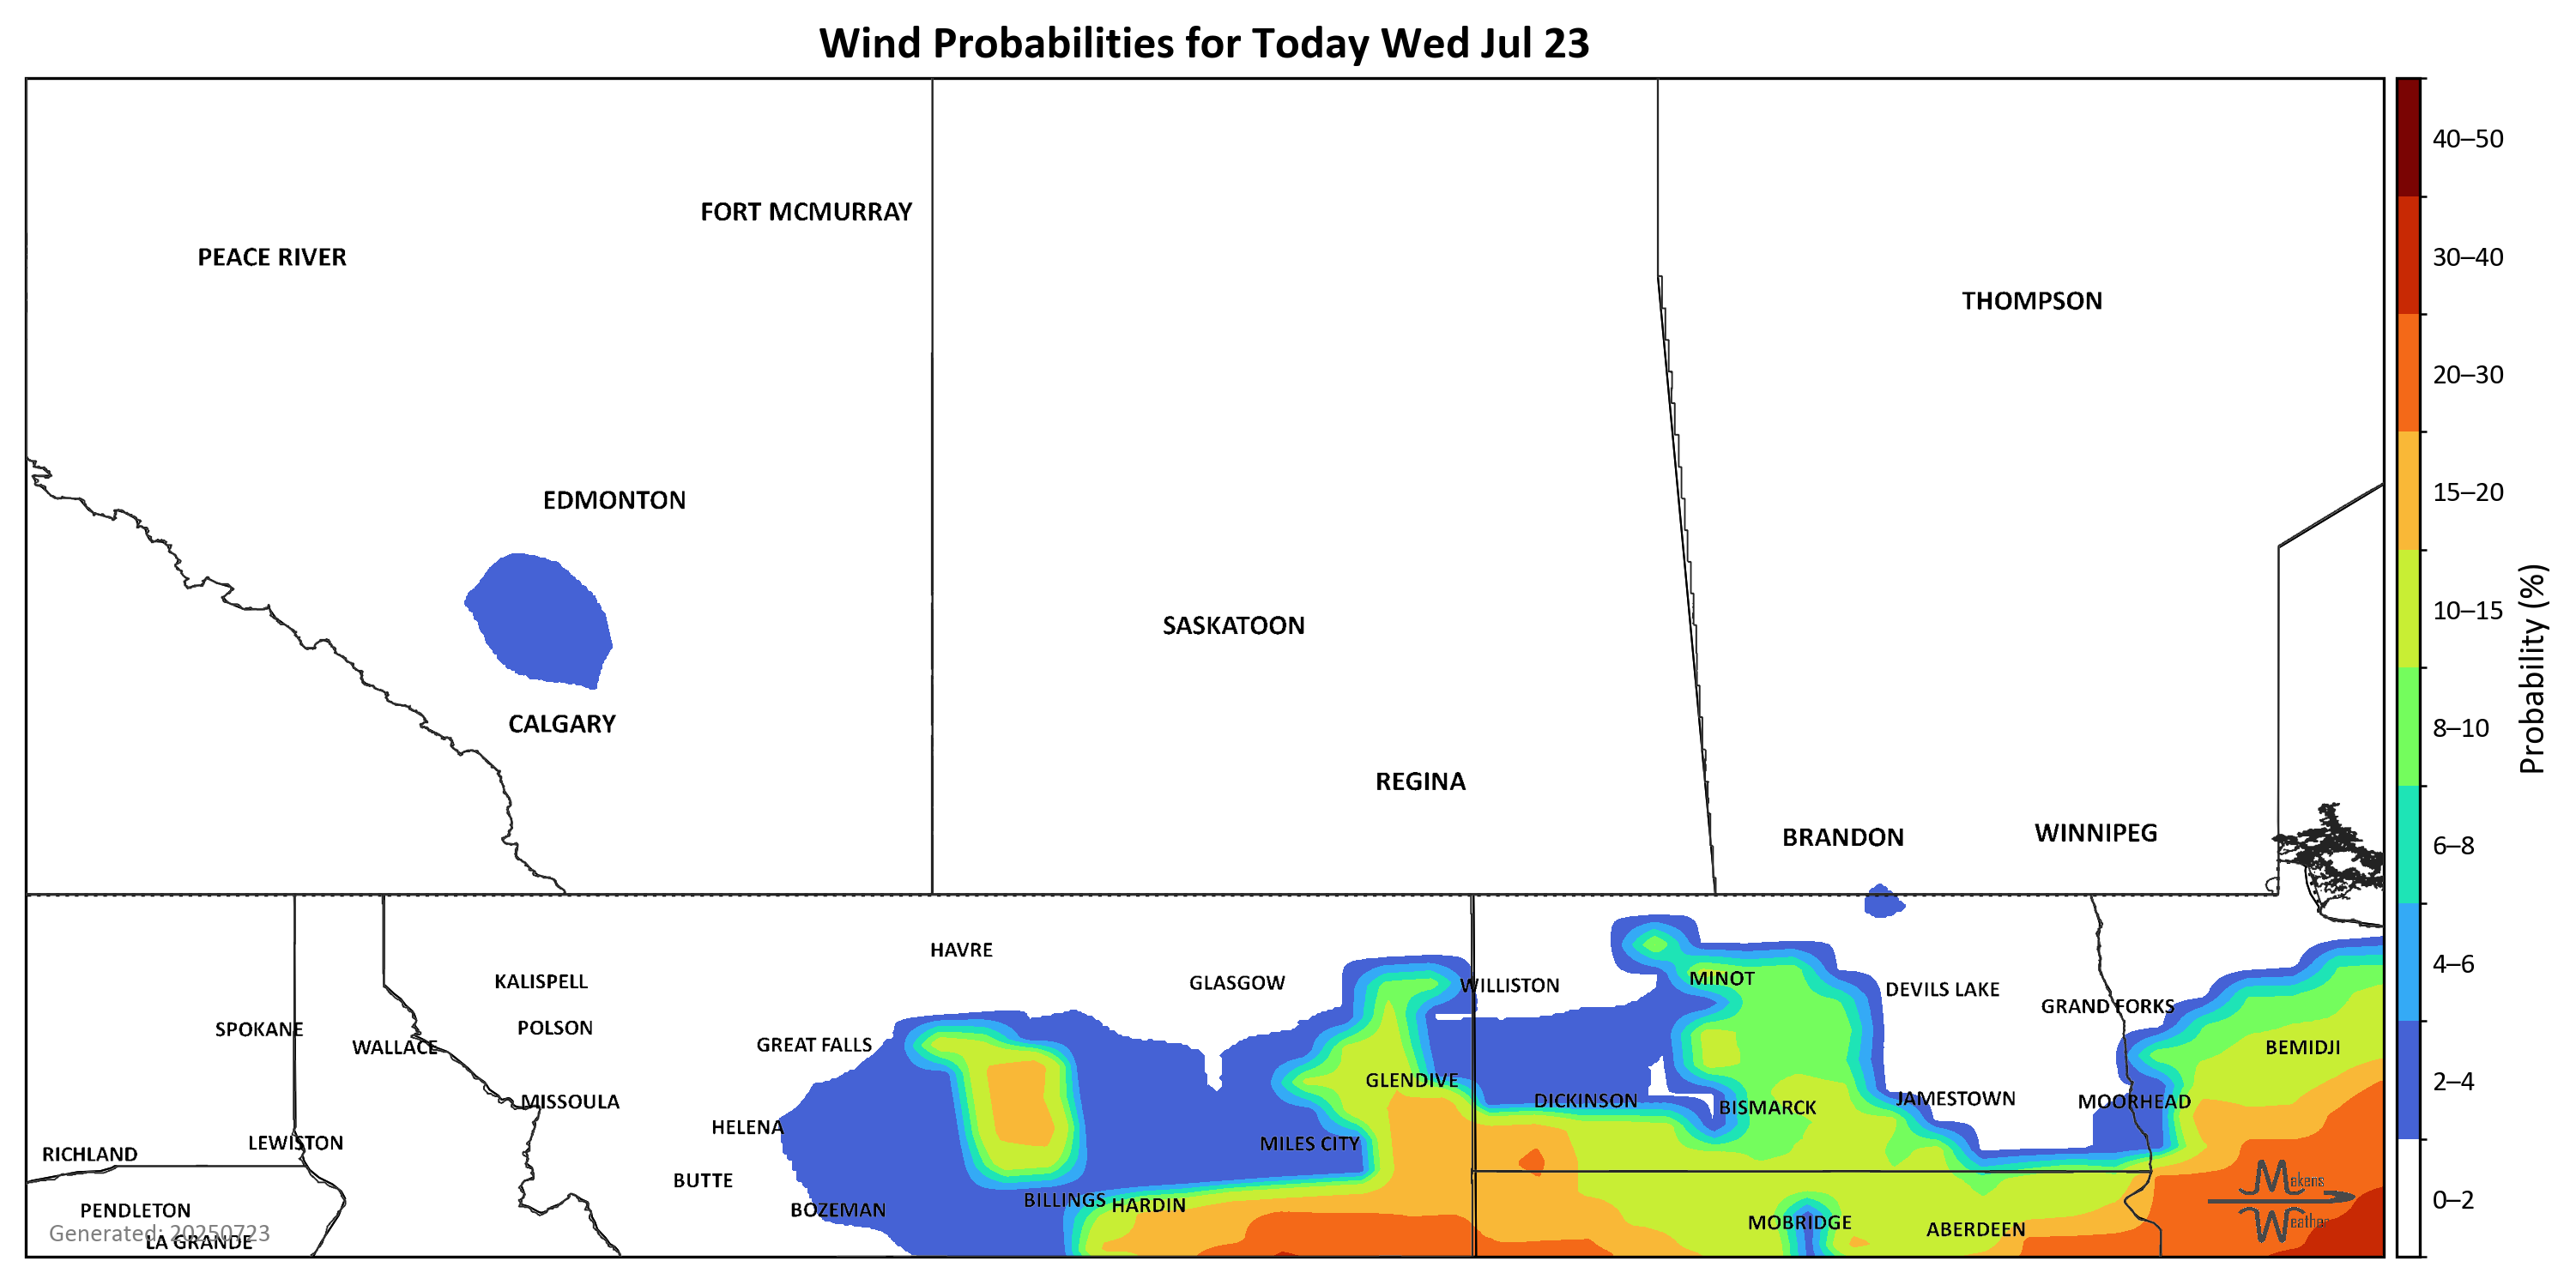 Wind Probabilities for Today Wed Jul 23
40–50
FORT MCMURRAY
PEACE RIVER
30–40
THOMPSON
20–30
EDMONTON
15–20
10–15
SASKATOON
Probability (%)
CALGARY
8–10
REGINA
BRANDON
WINNIPEG
6–8
HAVRE
4–6
KALISPELL
GLASGOW
WILLISTON
MINOT
DEVILS LAKE
GRAND FORKS
SPOKANE
POLSON
WALLACE
GREAT FALLS
BEMIDJI
GLENDIVE
2–4
MISSOULA
DICKINSON
BISMARCK
JAMESTOWN
MOORHEAD
HELENA
LEWISTON
MILES CITY
RICHLAND
BUTTE
Makens
BILLINGS
HARDIN
0–2
PENDLETON
BOZEMAN
MOBRIDGE
ABERDEEN
Generated: 20250723
LA GRANDE